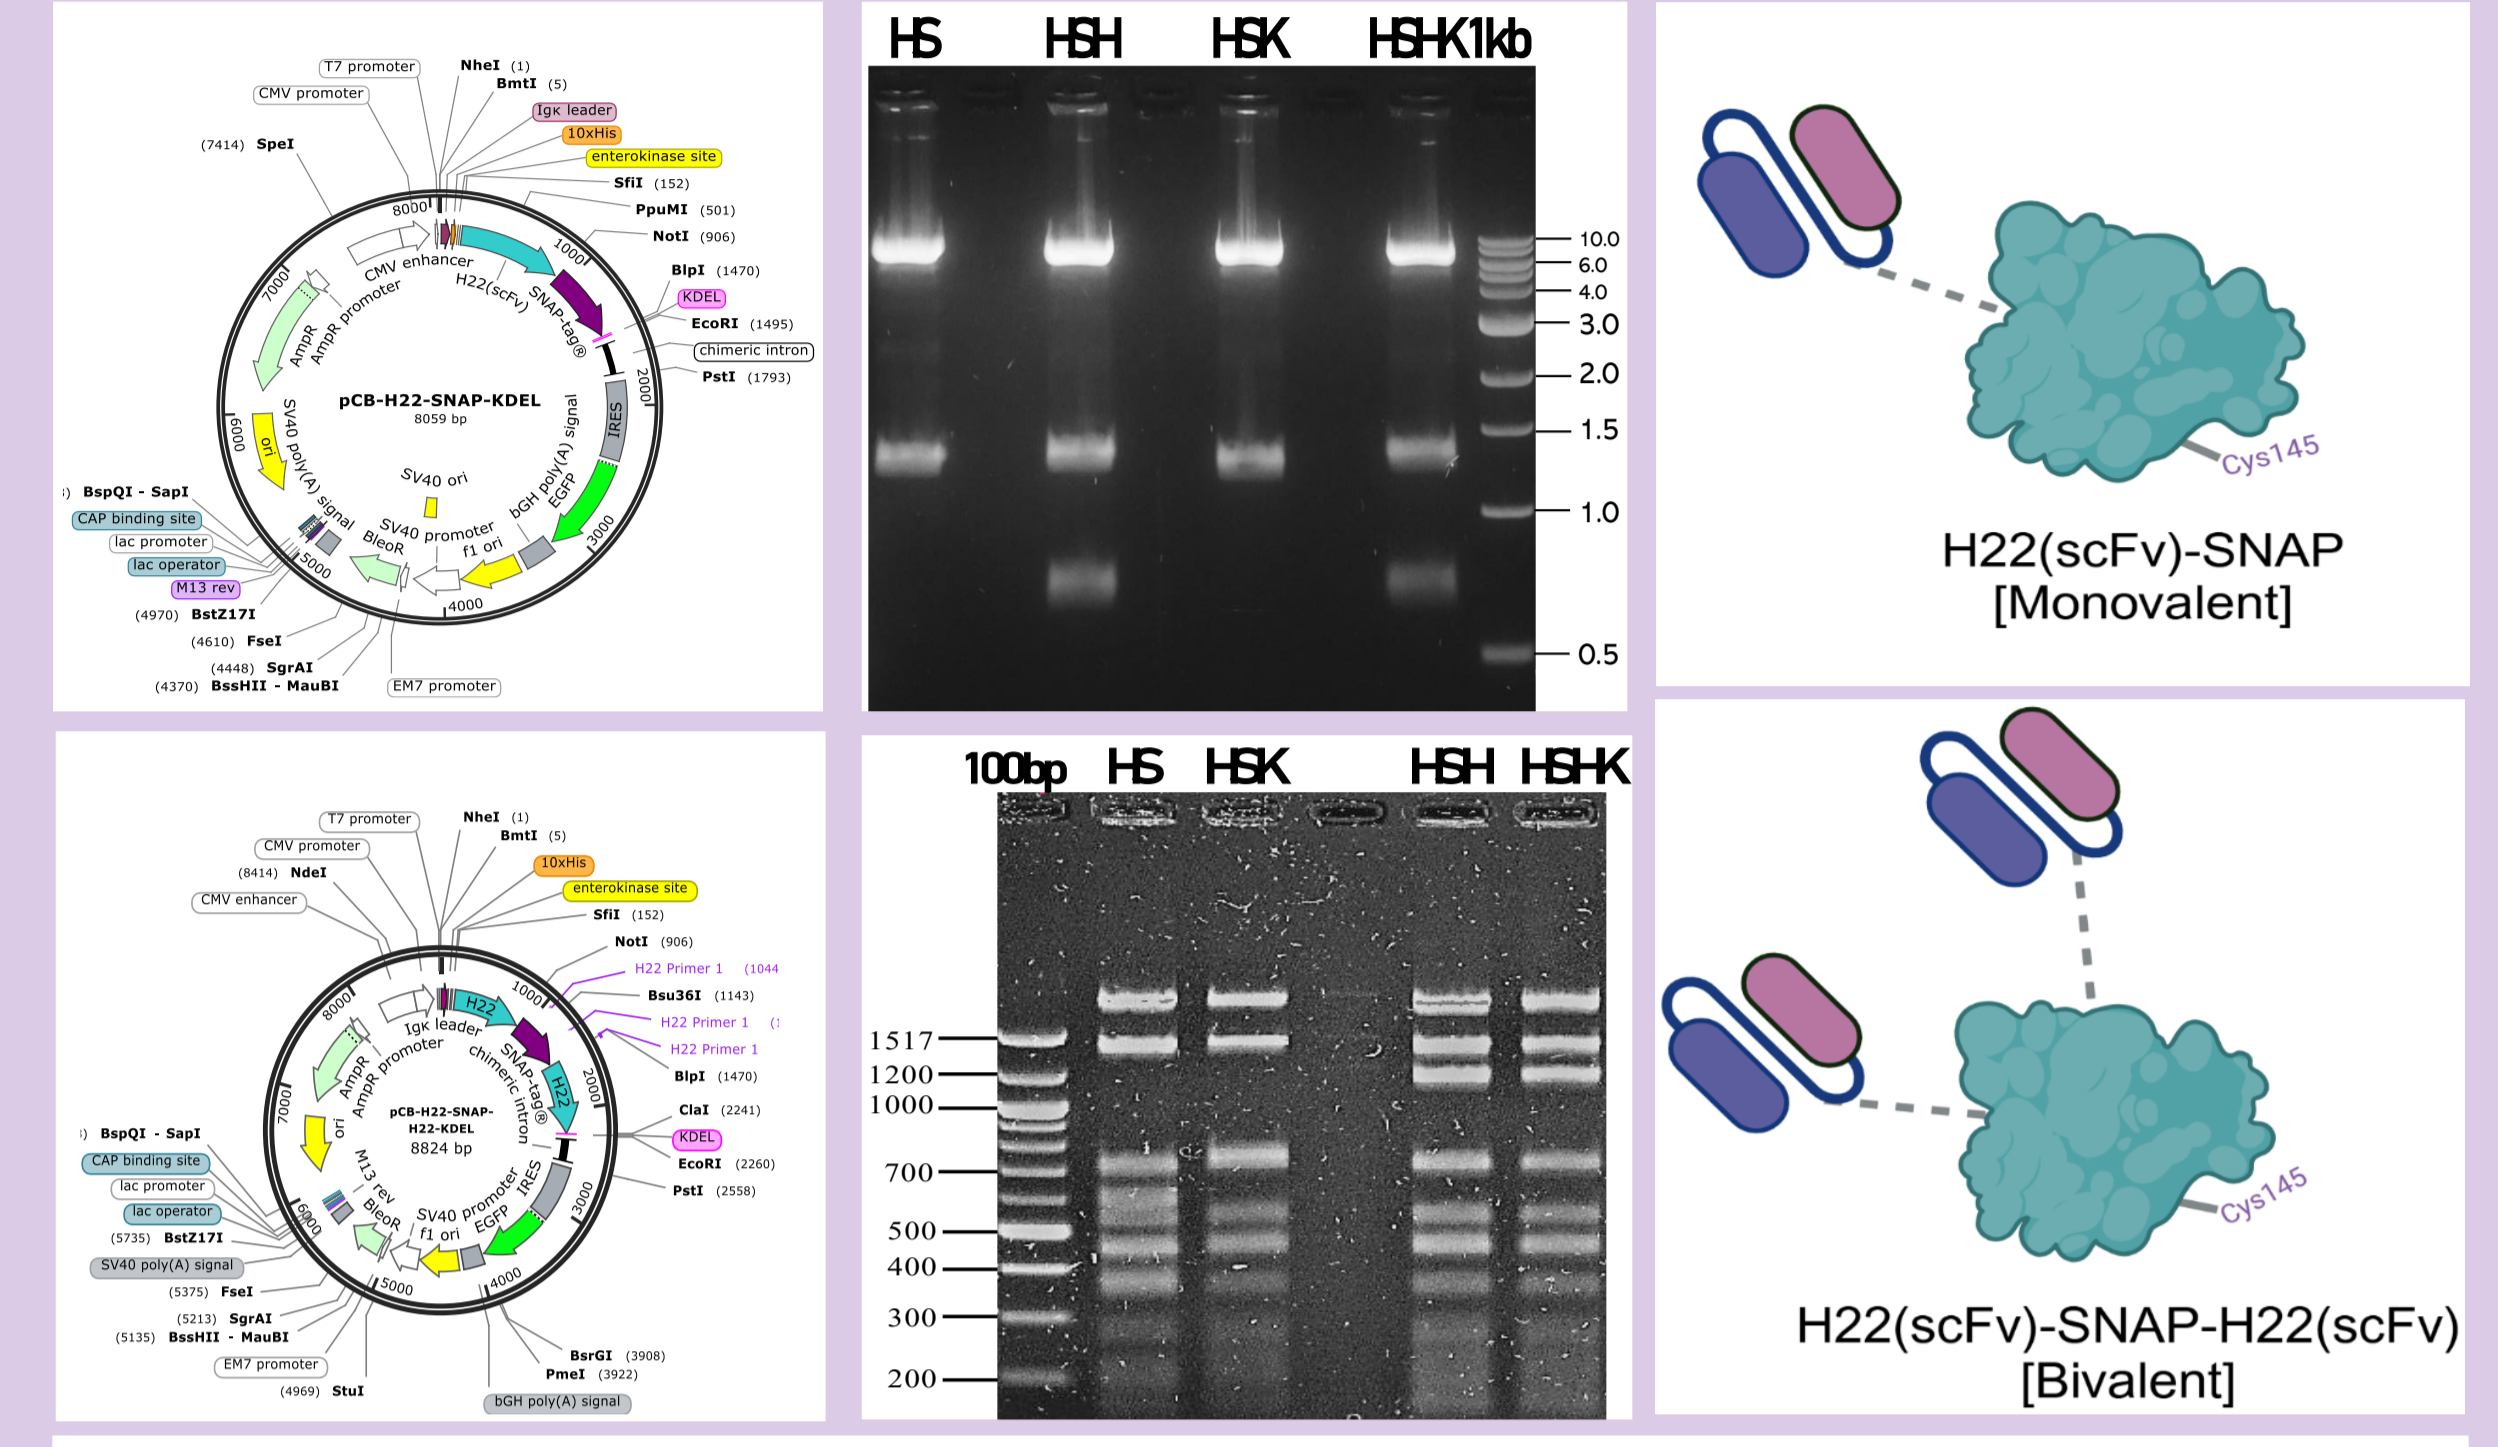 T7 promoter
NheI (1)
CMV promoter
BmtI (5)
Igκ leader
10xHis
(7414) SpeI
enterokinase site
SfiI (152)
8000
PpuMI (501)
NotI (906)
1000
CMV enhancer
BlpI (1470)
7000
H22(scFv)
KDEL
AmpR promoter
SNAP-tag®
EcoRI (1495)
AmpR
chimeric intron
PstI (1793)
2000
pCB-H22-SNAP-KDEL
8059 bp
IRES
6000
ori
SV40 poly(A) signal
bGH poly(A) signal
SV40 ori
EGFP
BspQI - SapI
CAP binding site
SV40 promoter
3000
lac promoter
BleoR
f1 ori
lac operator
5000
M13 rev
4000
(4970) BstZ17I
(4610) FseI
(4448) SgrAI
(4370) BssHII - MauBI
EM7 promoter
HS HSH HSK HSHK 1kb
10.0
6.0
4.0
3.0
2.0
1.5
1.0
0.5
Cys145
H22(scFv)-SNAP
[Monovalent]
T7 promoter
NheI (1)
BmtI (5)
CMV promoter
10xHis
(8414) NdeI
enterokinase site
CMV enhancer
SfiI (152)
NotI (906)
H22 Primer 1 (1044
8000
1000
Bsu36I (1143)
H22
Igκ leader
H22 Primer 1
AmpR promoter
AmpR
chimeric intron
SNAP-tag®
H22 Primer 1
BlpI (1470)
H22
2000
7000
pCB-H22-SNAP-
H22-KDEL
8824 bp
ClaI (2241)
ori
KDEL
BspQI - SapI
CAP binding site
EcoRI (2260)
lac promoter
M13 rev
IRES
PstI (2558)
3000
lac operator
6000
BleoR
SV40 promoter
EGFP
f1 ori
(5735) BstZ17I
SV40 poly(A) signal
5000
4000
(5375) FseI
(5213) SgrAI
(5135) BssHII - MauBI
BsrGI (3908)
EM7 promoter
PmeI (3922)
(4969) StuI
bGH poly(A) signal
100bp HS HSK HSH HSHK
1517
1200
1000
700
500
400
300
200
Cys145
H22(scFv)-SNAP-H22(scFv)
[Bivalent]